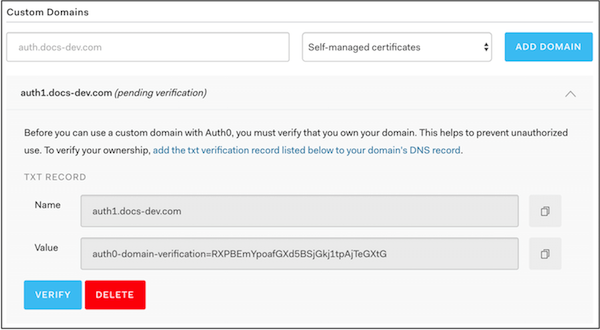 Custom Domains
auth.docs-dev.com
Self-managed certificates
ADD DOMAIN
auth1.docs-dev.com (pending verification)
Before you can use a custom domain with Auth0, you must verify that you own your domain. This helps to prevent unauthorized
use. To verify your ownership, add the txt verification record listed below to your domain's DNS record.
TXT RECORD
Name
auth1.docs-dev.com
Value
auth0-domain-verification=RXPBEmYpoafGXd5BSjGkj1tpAjTeGXtG
VERIFY
DELETE